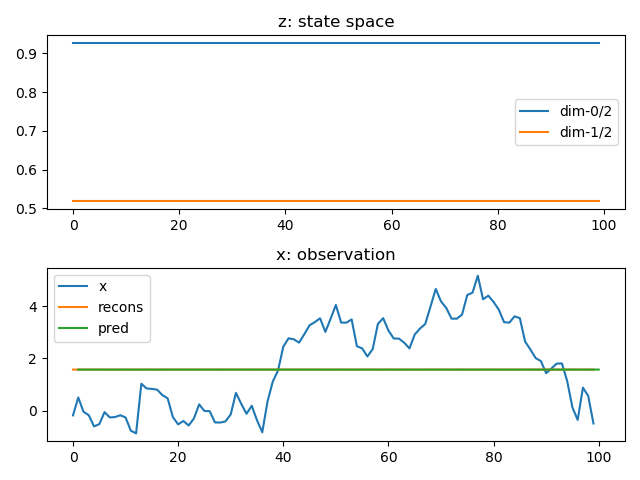 z: state space
0.9
0.8
0.7
0.6
0.5
dim-0/2
dim-1/2
0 20 40 60 80 100
x: observation
4
2
0
x
recons
pred
0 20 40 60 80 100